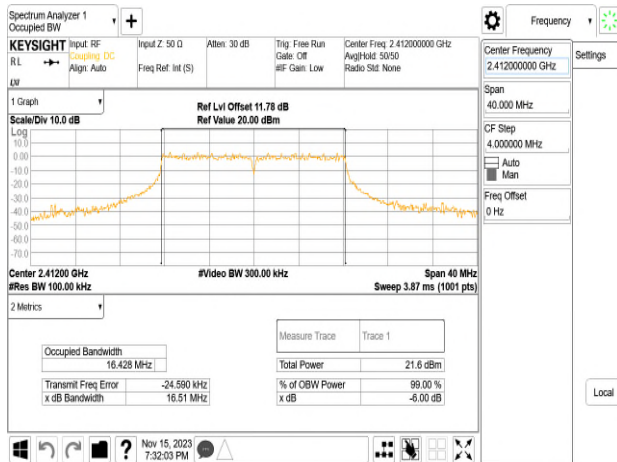 Spectrum Analyzer 1
Occupied BW
Frequency
KEYSIGHT
RL
Input: RF
Coupling: DC
Align: Auto
Input Z: 50 Ω
Freq Ref: Int (S)
Atten: 30 dB
Trig: Free Run
Gate: Off
#IF Gain: Low
Center Freq: 2.412000000 GHz
Avg|Hold: 50/50
Radio Std: None
Center Frequency
2.412000000 GHz
Settings
Span
40.000 MHz
CF Step
4.000000 MHz
Auto
Man
Freq Offset
0 Hz
Local
1 Graph
Scale/Div 10.0 dB
Ref Lvl Offset 11.78 dB
Ref Value 20.00 dBm
Log
10.0
0.00
-10.0
-20.0
-30.0
-40.0
-50.0
-60.0
-70.0
Center 2.41200 GHz
#Res BW 100.00 kHz
#Video BW 300.00 kHz
Span 40 MHz
Sweep 3.87 ms (1001 pts)
2 Metrics
Measure Trace Trace 1
Occupied Bandwidth
16.428 MHz
Total Power 21.6 dBm
Transmit Freq Error -24.590 kHz
% of OBW Power 99.00 %
x dB Bandwidth 16.51 MHz
x dB -6.00 dB
?
Nov 15, 2023
7:32:03 PM